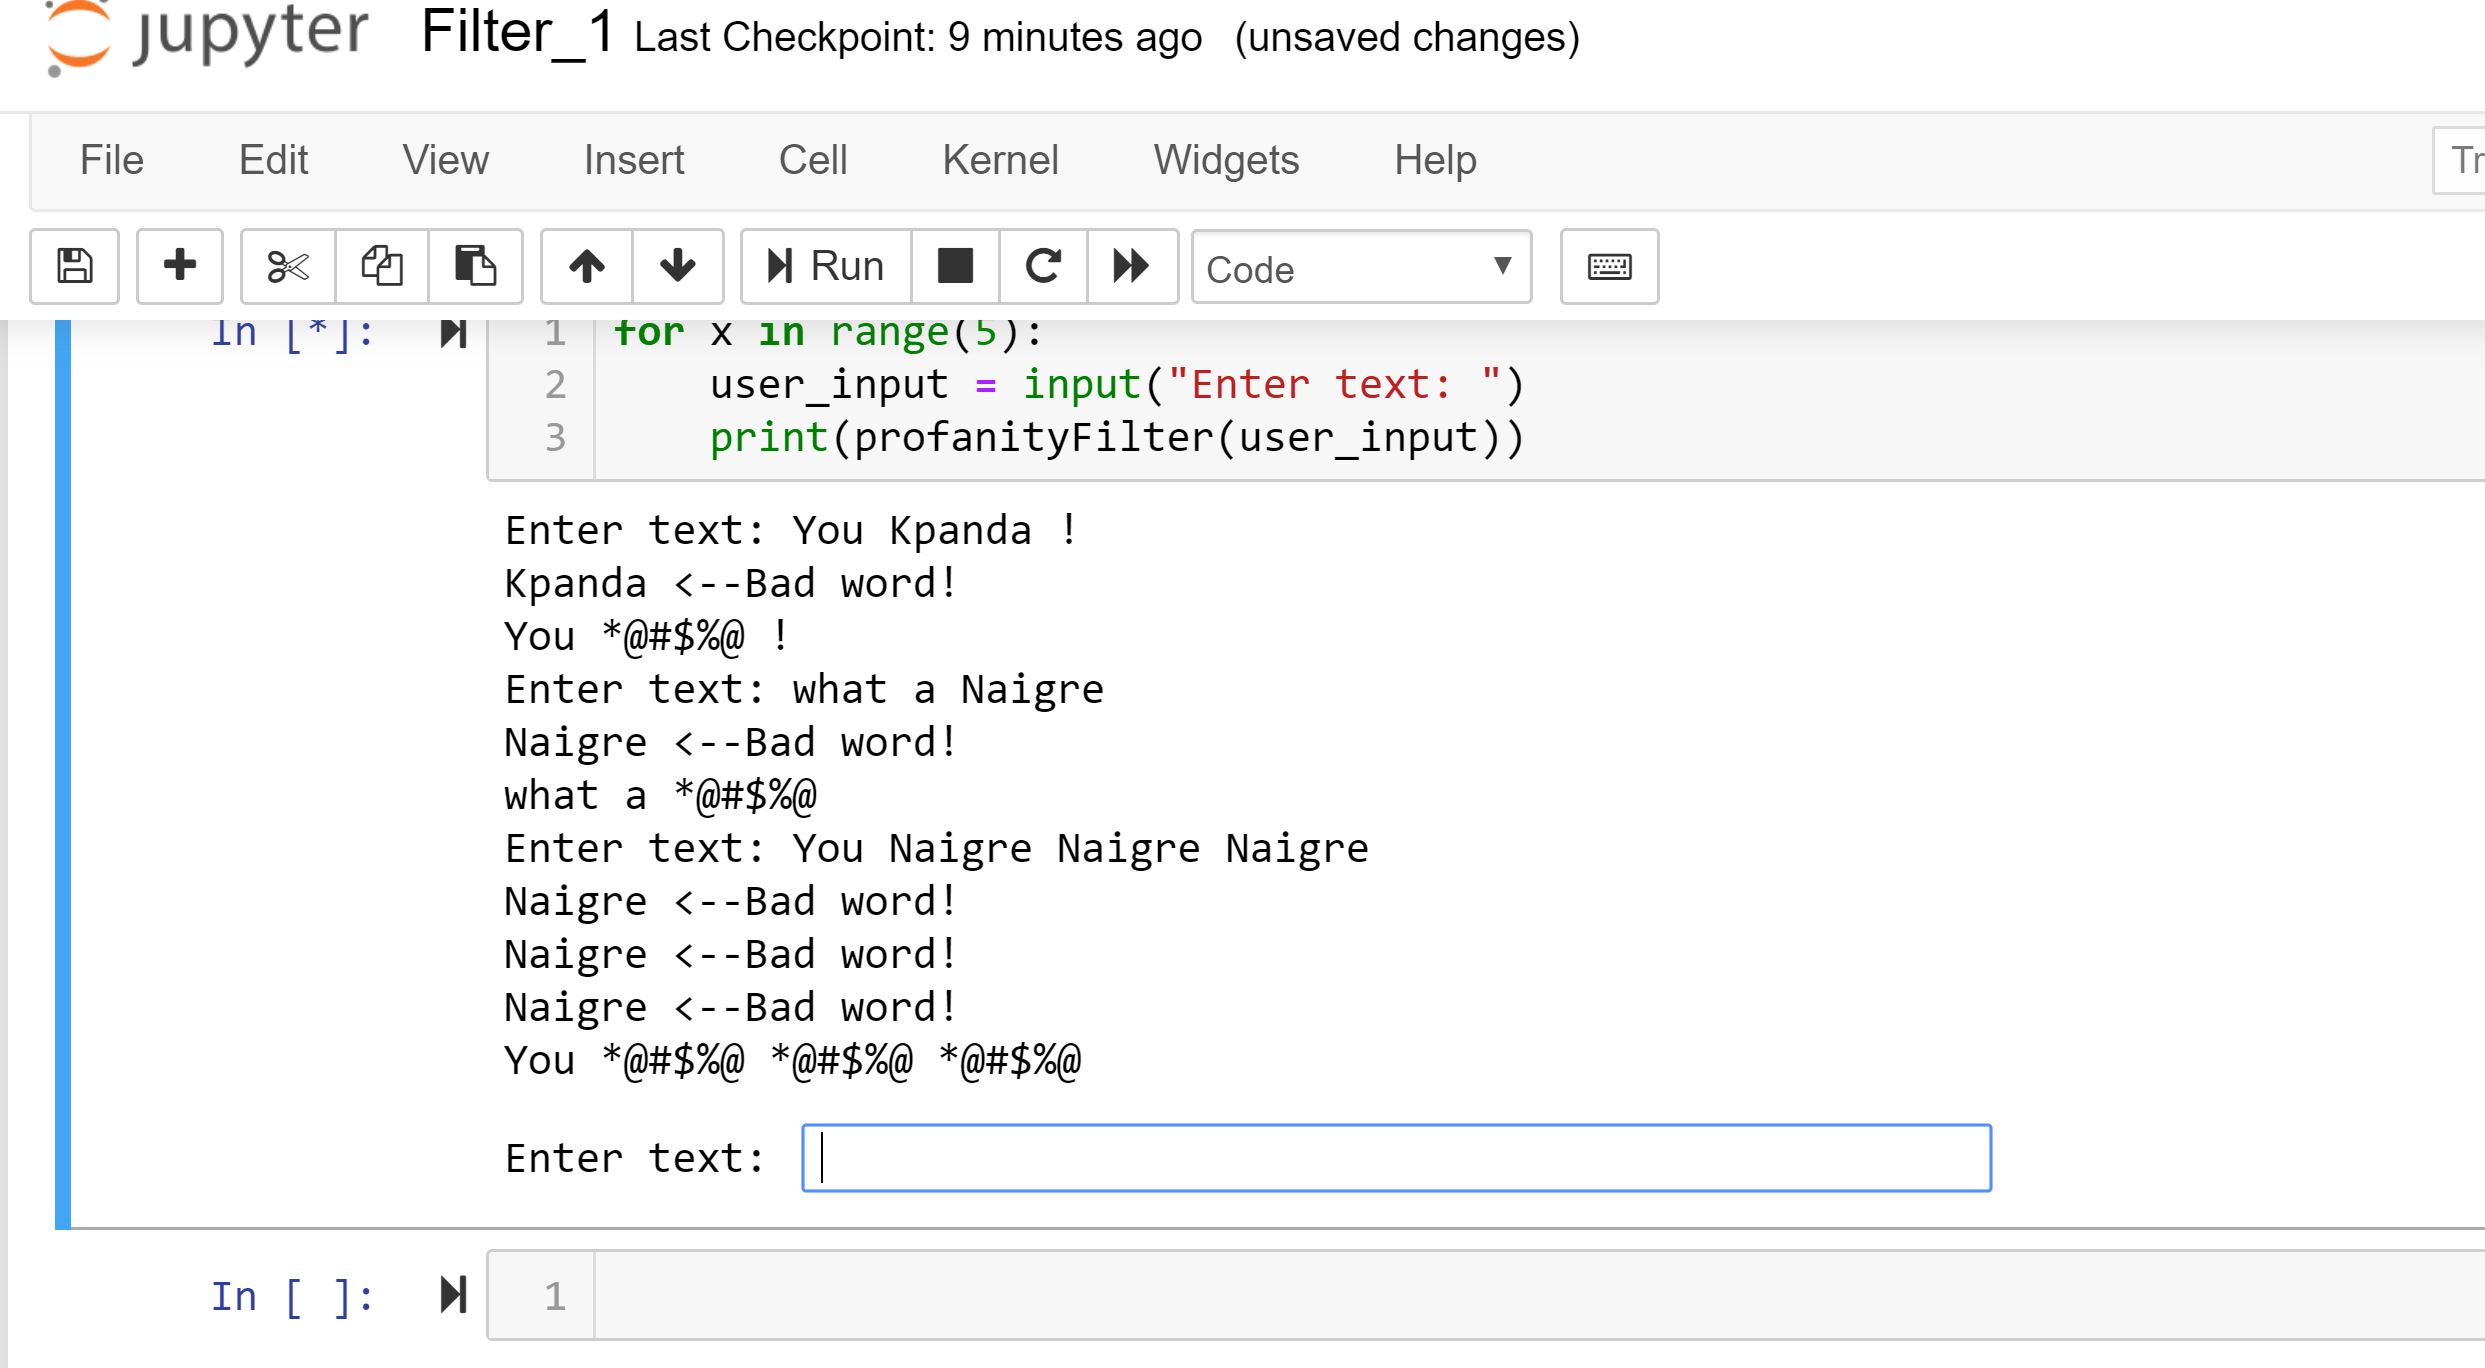 jupyter Filter_1 Last Checkpoint: 9 minutes ago (unsaved changes)
File Edit View Insert Cell Kernel Widgets Help Tr
Run Code
In [*]: 1 for x in range(5):
2 user_input = input("Enter text: ")
3 print(profanityFilter(user_input))
Enter text: You Kpanda !
Kpanda <--Bad word!
You *@#$%@ !
Enter text: what a Naigre
Naigre <--Bad word!
what a *@#$%@
Enter text: You Naigre Naigre Naigre
Naigre <--Bad word!
Naigre <--Bad word!
Naigre <--Bad word!
You *@#$%@ *@#$%@ *@#$%@
Enter text:
In [ ]: 1